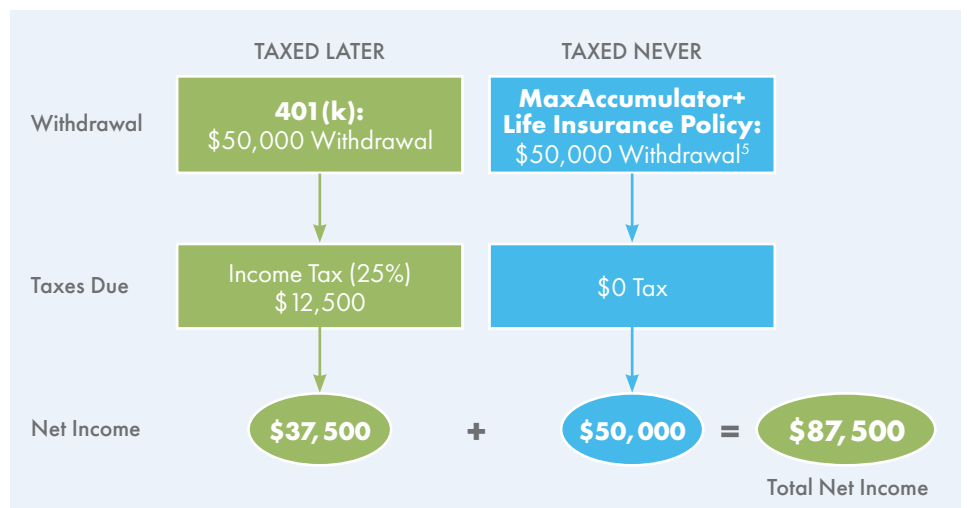 TAXED LATER
TAXED NEVER
Withdrawal
401(k):
$50,000 Withdrawal
MaxAccumulator+
Life Insurance Policy:
$50,000 Withdrawal⁵
Taxes Due
Income Tax (25%)
$12,500
$0 Tax
Net Income
$37,500
+
$50,000
=
$87,500
Total Net Income